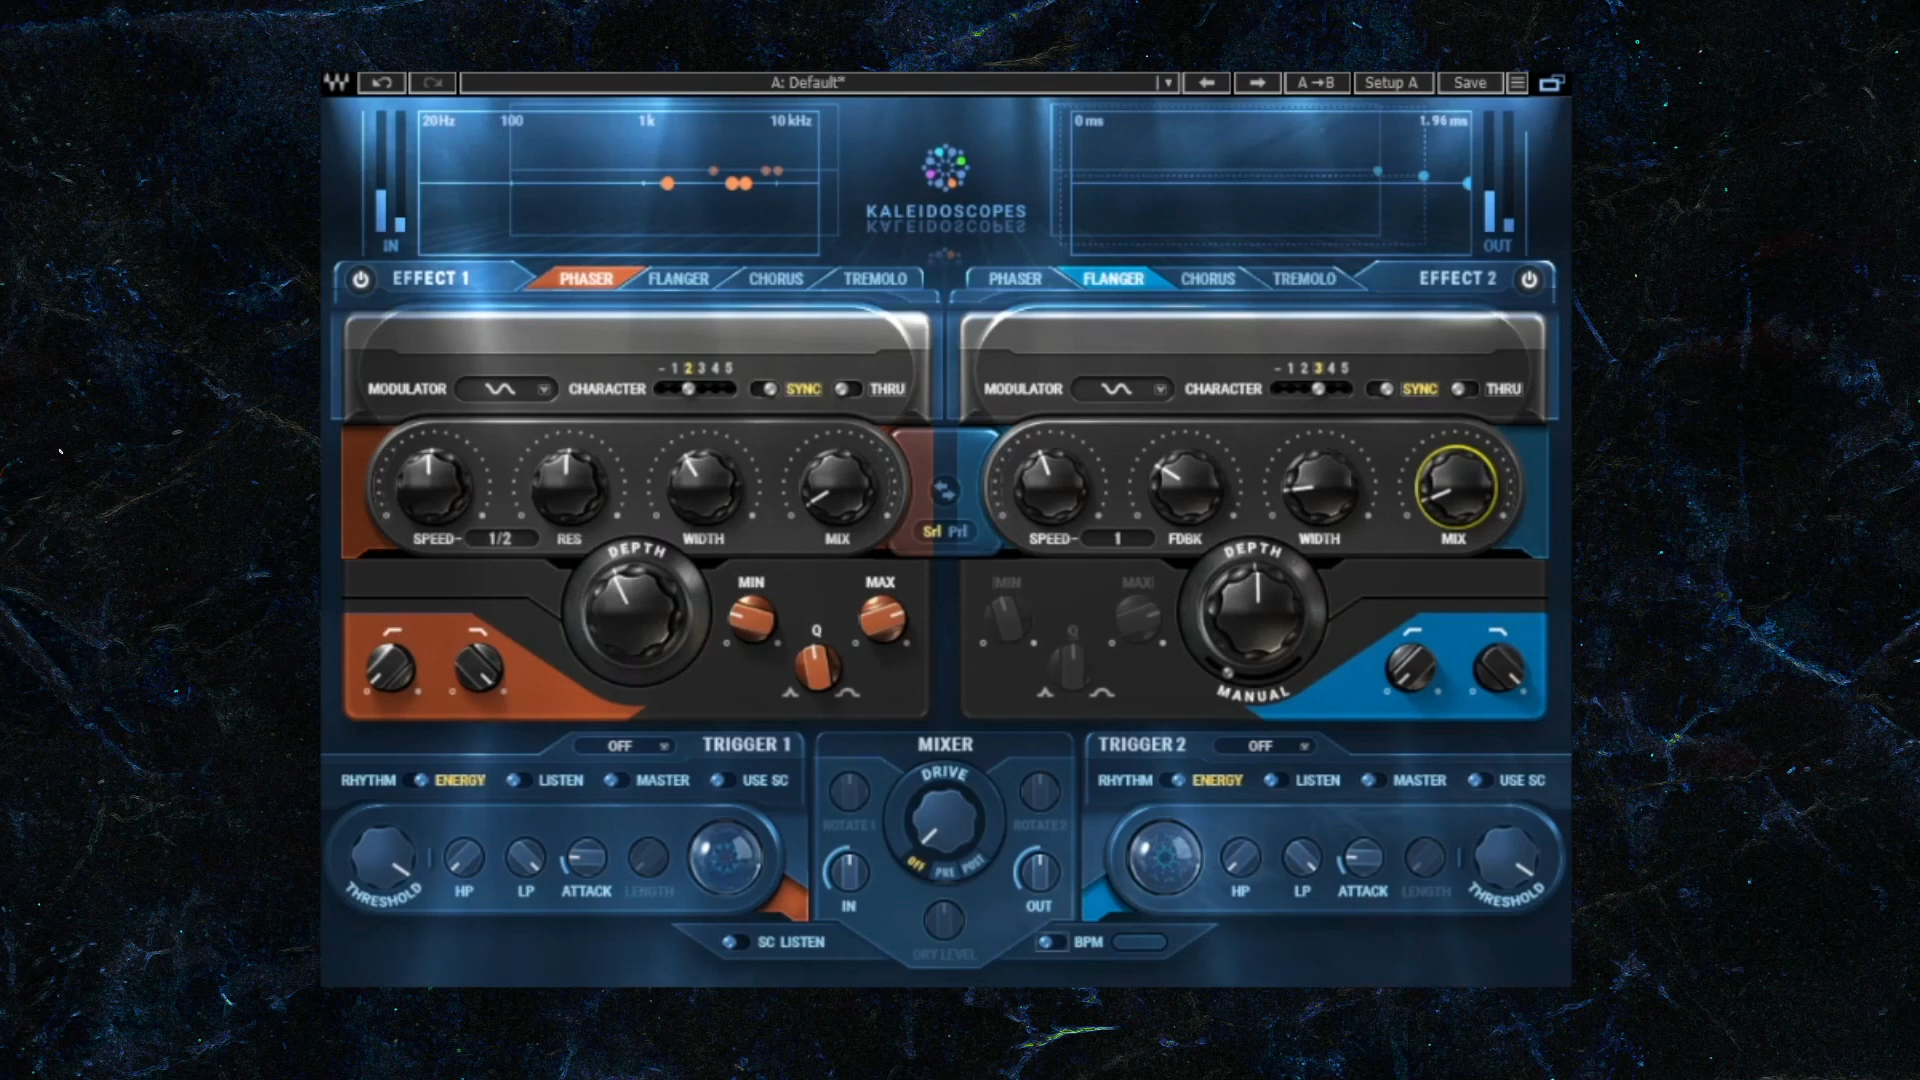 A: Default*
A→B
Setup A
Save
20Hz 100 1k 10kHz
0 ms 1.96 ms
IN
OUT
KALEIDOSCOPES
EFFECT 1 PHASER FLANGER CHORUS TREMOLO
PHASER FLANGER CHORUS TREMOLO EFFECT 2
MODULATOR CHARACTER - 1 2 3 4 5 SYNC THRU
MODULATOR CHARACTER - 1 2 3 4 5 SYNC THRU
SPEED- 1/2 RES WIDTH MIX
Srl Prl
SPEED- 1 FDBK WIDTH MIX
DEPTH
MIN
MAX
Q
MIN
MAX
Q
DEPTH
MANUAL
OFF TRIGGER 1
MIXER
TRIGGER 2 OFF
RHYTHM ENERGY LISTEN MASTER USE SC
DRIVE
RHYTHM ENERGY LISTEN MASTER USE SC
ROTATE 1
ROTATE 2
OFF PRE POST
THRESHOLD HP LP ATTACK LENGTH
IN
OUT
HP LP ATTACK LENGTH THRESHOLD
SC LISTEN
DRY LEVEL
BPM